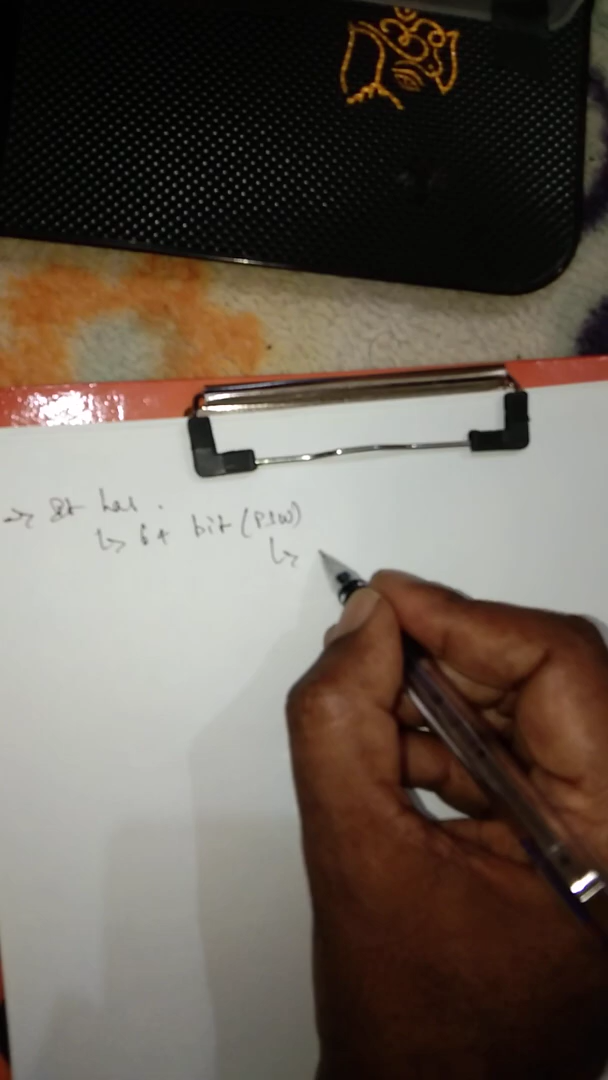 → It has.
↳ 64 bit (PSW)
↳